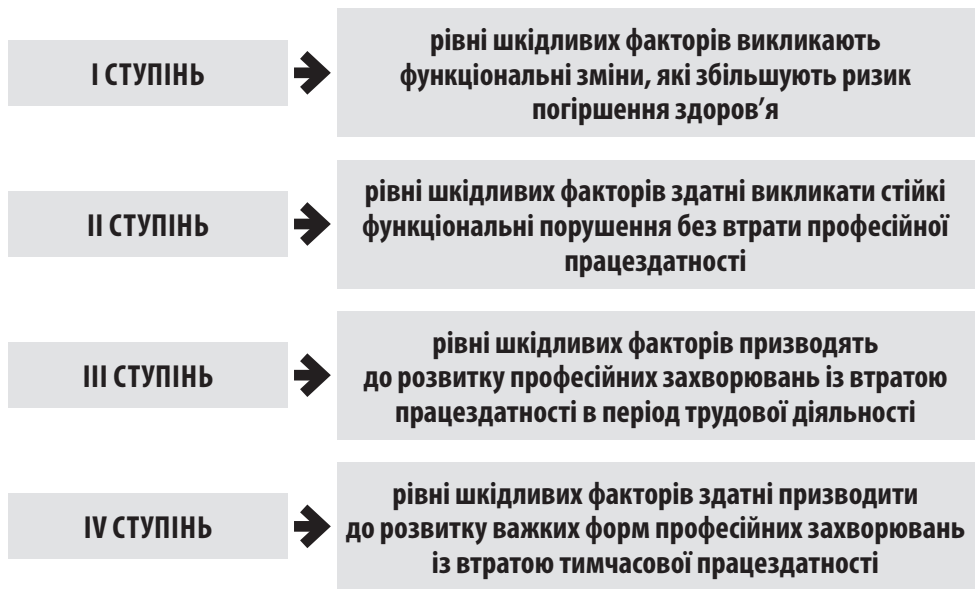 І СТУПІНЬ
рівні шкідливих факторів викликають
функціональні зміни, які збільшують ризик
погіршення здоров’я
ІІ СТУПІНЬ
рівні шкідливих факторів здатні викликати стійкі
функціональні порушення без втрати професійної
працездатності
ІІІ СТУПІНЬ
рівні шкідливих факторів призводять
до розвитку професійних захворювань із втратою
працездатності в період трудової діяльності
IV СТУПІНЬ
рівні шкідливих факторів здатні призводити
до розвитку важких форм професійних захворювань
із втратою тимчасової працездатності